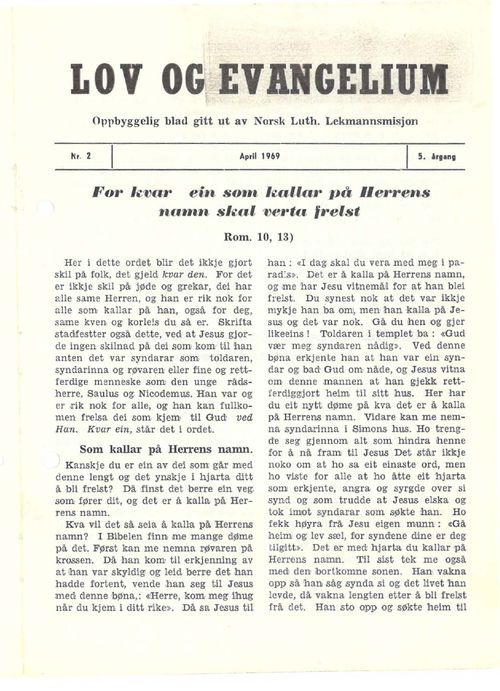 LOV OG EVANGELIUM
Oppbyggelig blad gitt ut av Norsk Luth. Lekmannsmisjon
Nr. 2
April 1969
5. årgang
For kvar ein som kallar på Herrens
namn skal verta frelst
Rom. 10, 13)
Her i dette ordet blir det ikkje gjort
skil på folk, det gjeld kvar den. For det
er ikkje skil på jøde og grekar, dei har
alle same Herren, og han er rik nok for
alle som kallar på han, også for deg,
same kven og korleis du så er. Skrifta
stadfester også dette, ved at Jesus gjor-
de ingen skilnad på dei som kom til han
anten det var syndarar som toldaren,
syndarinna og røvaren eller fine og rett-
ferdige menneske som den unge råds-
herre, Saulus og Nicodemus. Han var og
er rik nok for alle, og han kan fullko-
men frelsa dei som kjem til Gud ved
Han. Kvar ein, står det i ordet.
Som kallar på Herrens namn.
Kanskje du er ein av dei som går med
denne lengt og det ynskje i hjarta ditt
å bli frelst? Då finst det berre ein veg
som fører dit, og det er å kalla på Her-
rens namn.
Kva vil det så seia å kalla på Herrens
namn? I Bibelen finn me mange døme
på det. Først kan me nemna røvaren på
krossen. Då han kom til erkjenning av
at han var skyldig og leid berre det han
hadde fortent, vende han seg til Jesus
med denne bøna,: «Herre, kom meg ihug
når du kjem i ditt rike». Då sa Jesus til
han : «I dag skal du vera med meg i pa-
radis». Det er å kalla på Herrens namn,
og me har Jesu vitnemål for at han blei
frelst. Du synest nok at det var ikkje
mykje han ba om, men han kalla på Je-
sus og det var nok. Gå du hen og gjer
likeeins! Toldaren i templet ba : «Gud
vær meg syndaren nådig». Ved denne
bøna erkjente han at han var ein syn-
dar og bad Gud om nåde, og Jesus vitna
om denne mannen at han gjekk rett-
ferdiggjort heim til sitt hus. Her har
du eit nytt døme på kva det er å kalla
på Herrens namn. Vidare kan me nem-
na syndarinna i Simons hus. Ho treng-
de seg gjennom alt som hindra henne
for å nå fram til Jesus Det står ikkje
noko om at ho sa eit einaste ord, men
ho viste for alle at ho åtte eit hjarta
som erkjente, angra og syrgde over si
synd og som trudde at Jesus elska og
tok imot syndarar som søkte han. Ho
fekk høyra frå Jesu eigen munn : «Gå
heim og lev sæl, for syndene dine er deg
tilgitt». Det er med hjarta du kallar på
Herrens namn. Til sist tek me også
med den bortkomne sonen. Han vakna
opp så han såg synda si og det livet han
levde, då vakna lengten etter å bli frelst
frå det. Han sto opp og søkte heim til